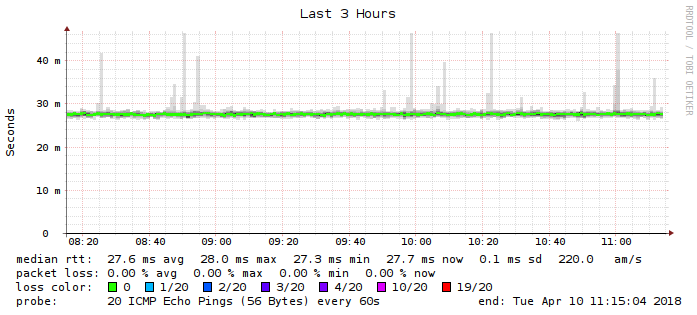 Last 3 Hours
RRDTOOL / TOBI OETIKER
Seconds
40 m
30 m
20 m
10 m
0
08:20 08:40 09:00 09:20 09:40 10:00 10:20 10:40 11:00
median rtt: 27.6 ms avg 28.0 ms max 27.3 ms min 27.7 ms now 0.1 ms sd 220.0 am/s
packet loss: 0.00 % avg 0.00 % max 0.00 % min 0.00 % now
loss color: 0 1/20 2/20 3/20 4/20 10/20 19/20
probe: 20 ICMP Echo Pings (56 Bytes) every 60s end: Tue Apr 10 11:15:04 2018